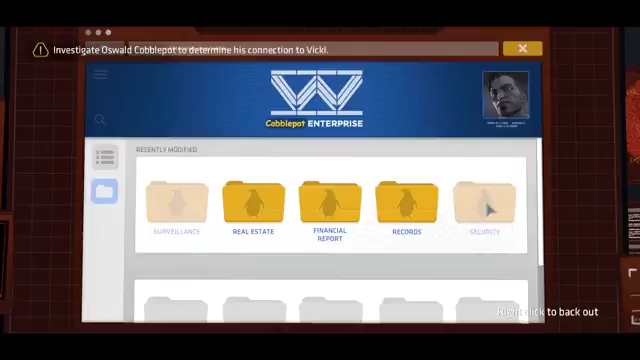 Investigate Oswald Cobblepot to determine his connection to Vicki.
Cobblepot ENTERPRISE
RECENTLY MODIFIED
SURVEILLANCE
REAL ESTATE
FINANCIAL
REPORT
RECORDS
SECURITY
Right click to back out